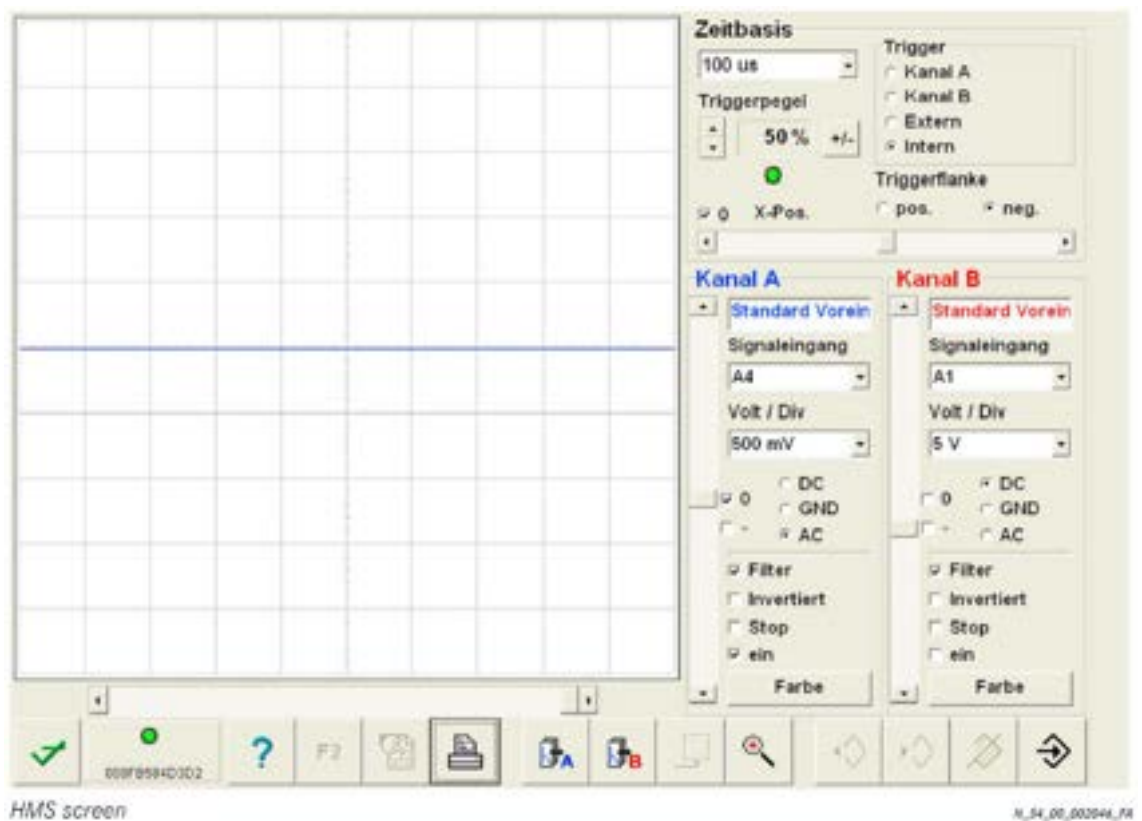 Zeitbasis
100 us
Trigger
Kanal A
Kanal B
Extern
Intern
Triggerpegel
50 %
+/-
Triggerflanke
0
X-Pos.
pos.
neg.
Kanal A
Standard Vorein
Signaleingang
A4
Volt / Div
500 mV
0
DC
GND
-
AC
Filter
Invertiert
Stop
ein
Farbe
Kanal B
Standard Vorein
Signaleingang
A1
Volt / Div
5 V
0
DC
GND
-
AC
Filter
Invertiert
Stop
ein
Farbe
?
F2
A
B
HMS screen
N_54_00_002046_FA